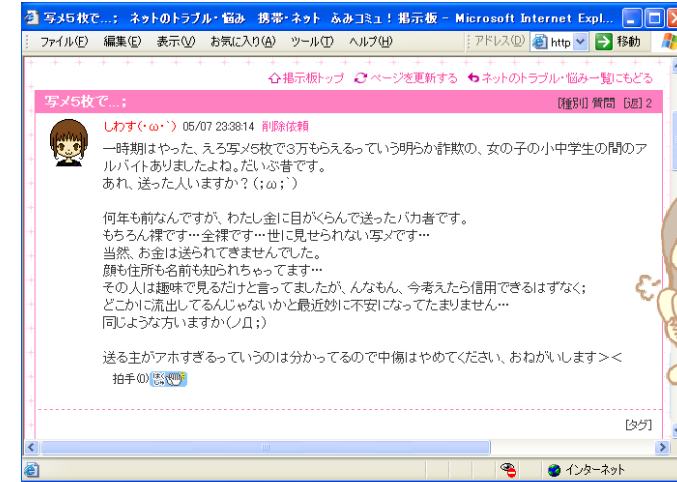 写メ5枚で...; ネットのトラブル・悩み 携帯・ネット ふみコミュ！掲示板 - Microsoft Internet Expl...
ファイル(F) 編集(E) 表示(V) お気に入り(A) ツール(T) ヘルプ(H) アドレス(D) http 移動
掲示板トップ ページを更新する ネットのトラブル・悩み一覧にもどる
写メ5枚で...; [種別] 質問 [返] 2
しわす(・ω・`) 05/07 23:38:14 削除依頼
一時期はやった、えろ写メ5枚で3万もらえるっていう明らか詐欺の、女の子の小中学生の間のア
ルバイトありましたよね。だいぶ昔です。
あれ、送った人いますか？(;ω;`)
何年も前なんですが、わたし金に目がくらんで送ったバカ者です。
もちろん裸です…全裸です…世に見せられない写メです…
当然、お金は送られてきませんでした。
顔も住所も名前も知られちゃってます…
その人は趣味で見るだけと言ってましたが、んなもん、今考えたら信用できるはずなく;
どこかに流出してるんじゃないかと最近妙に不安になってたまりません…
同じような方いますか(ノД;)
送る主がアホすぎるっていうのは分かってるので中傷はやめてください、おねがいします＞＜
拍手(0)
[タグ]
インターネット